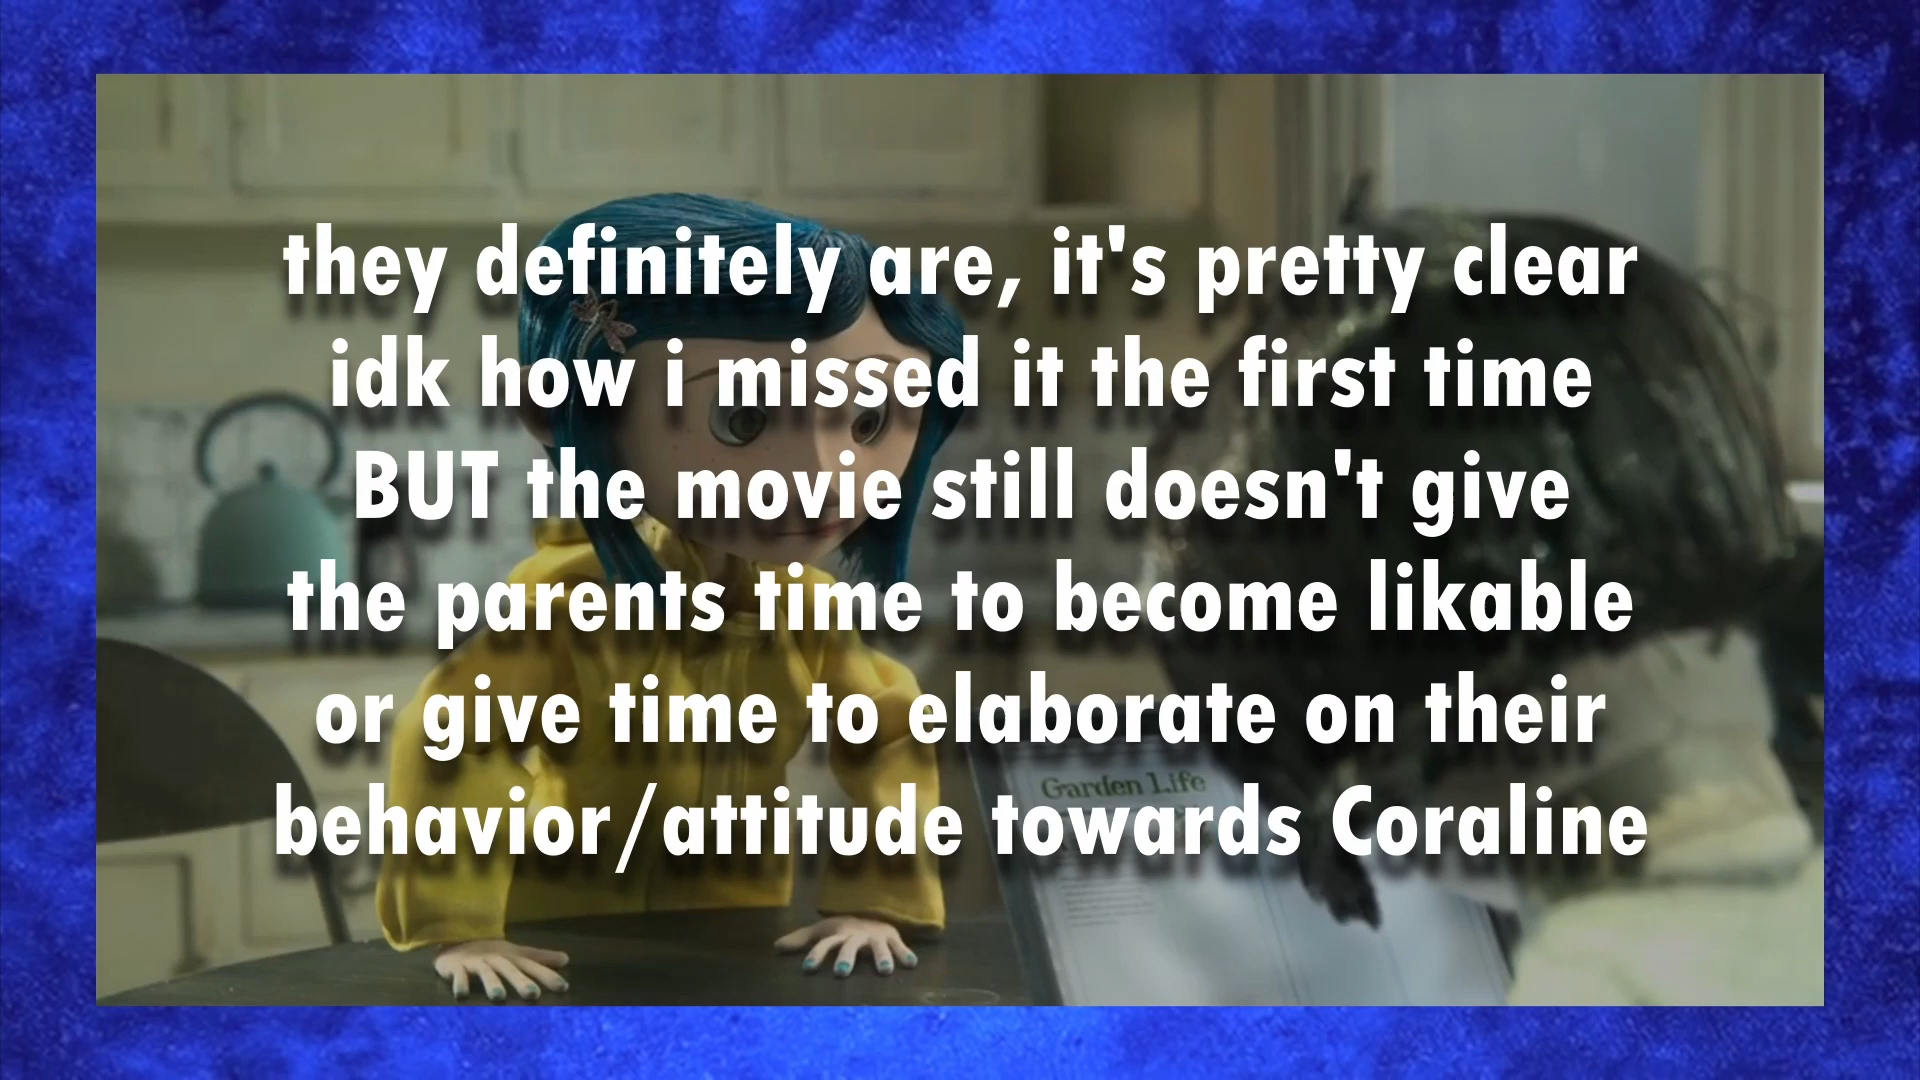 they definitely are, it's pretty clear
idk how i missed it the first time
BUT the movie still doesn't give
the parents time to become likable
or give time to elaborate on their
behavior/attitude towards Coraline
Garden Life